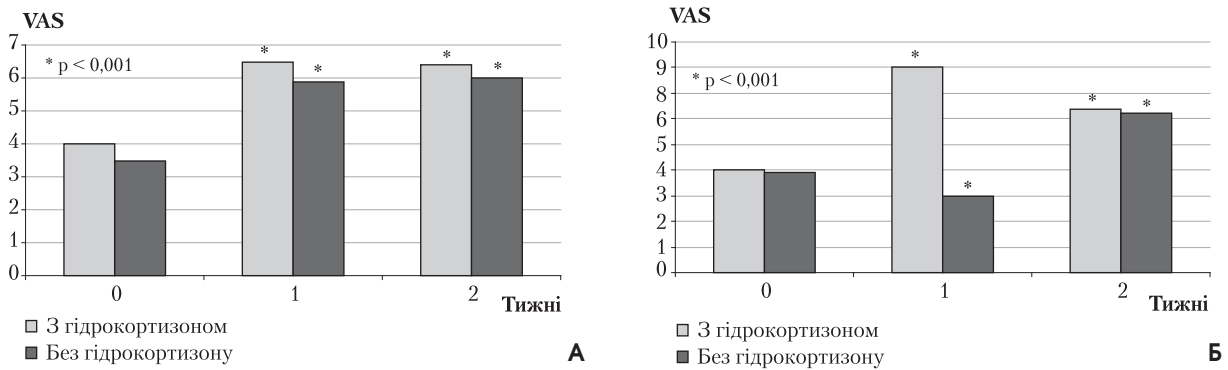 VAS
7
* p < 0,001
6
5
4
3
2
1
0
* * * *
0 1 2 Тижні
З гідрокортизоном
Без гідрокортизону
А
VAS
10
9
* p < 0,001
8
6
5
4
3
2
1
0
* * * *
0 1 2 Тижні
З гідрокортизоном
Без гідрокортизону
Б